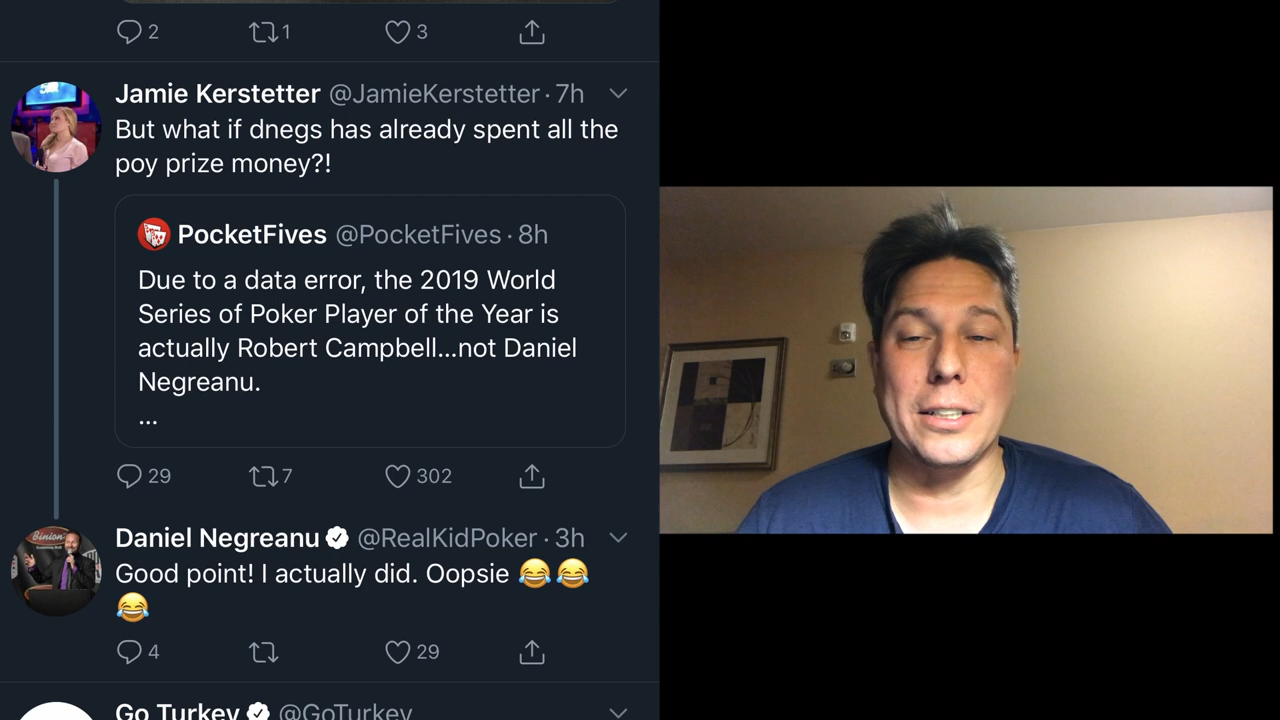 2 1 3
Jamie Kerstetter @JamieKerstetter · 7h
But what if dnegs has already spent all the
poy prize money?!
PocketFives @PocketFives · 8h
Due to a data error, the 2019 World
Series of Poker Player of the Year is
actually Robert Campbell...not Daniel
Negreanu.
...
29 7 302
Binion's
Daniel Negreanu @RealKidPoker · 3h
Good point! I actually did. Oopsie 😂😂
😂
4 29
Go Turkey @GoTurkey